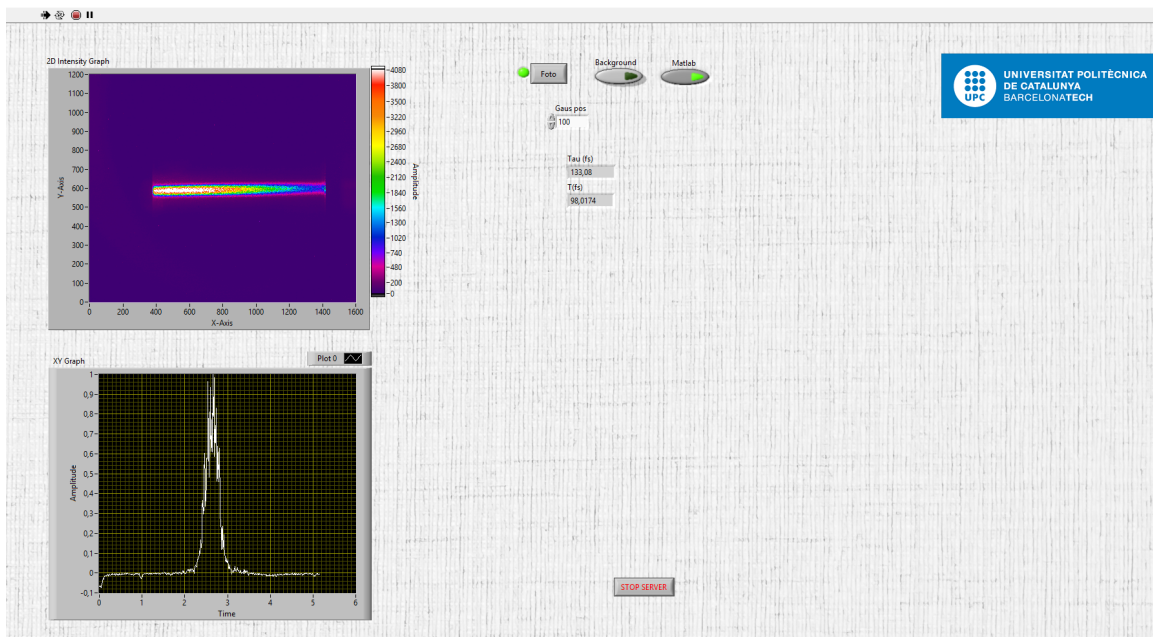 2D Intensity Graph
1200
1100
1000
900
800
700
600
500
400
300
200
100
0
Y-Axis
0 200 400 600 800 1000 1200 1400 1600
X-Axis
4080
3800
3500
3220
2960
2680
2400
2120
1840
1560
1300
1020
740
480
200
0
Amplitude
Foto
Background
Matlab
Gaus pos
100
Tau (fs)
133,08
T(fs)
98,0174
UPC
UNIVERSITAT POLITÈCNICA
DE CATALUNYA
BARCELONATECH
XY Graph
Plot 0
1
0,9
0,8
0,7
0,6
0,5
0,4
0,3
0,2
0,1
0
-0,1
Amplitude
0 1 2 3 4 5 6
Time
STOP SERVER